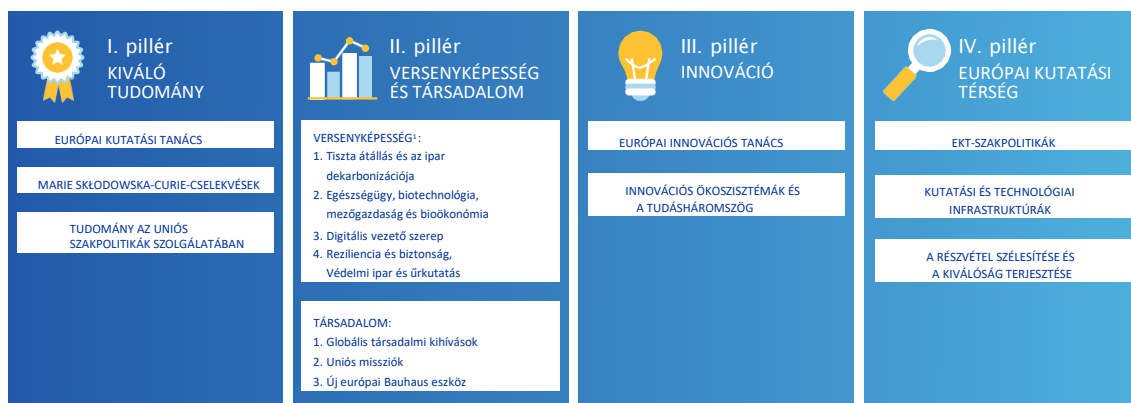 I. pillér
KIVÁLÓ
TUDOMÁNY
EURÓPAI KUTATÁSI TANÁCS
MARIE SKŁODOWSKA-CURIE-CSELEKVÉSEK
TUDOMÁNY AZ UNIÓS
SZAKPOLITIKÁK SZOLGÁLATÁBAN
II. pillér
VERSENYKÉPESSÉG
ÉS TÁRSADALOM
VERSENYKÉPESSÉG¹:
1. Tiszta átállás és az ipar
dekarbonizációja
2. Egészségügy, biotechnológia,
mezőgazdaság és bioökonómia
3. Digitális vezető szerep
4. Reziliencia és biztonság,
Védelmi ipar és űrkutatás
TÁRSADALOM:
1. Globális társadalmi kihívások
2. Uniós missziók
3. Új európai Bauhaus eszköz
III. pillér
INNOVÁCIÓ
EURÓPAI INNOVÁCIÓS TANÁCS
INNOVÁCIÓS ÖKOSZISZTÉMÁK ÉS
A TUDÁSHÁROMSZÖG
IV. pillér
EURÓPAI KUTATÁSI
TÉRSÉG
EKT-SZAKPOLITIKÁK
KUTATÁSI ÉS TECHNOLÓGIAI
INFRASTRUKTÚRÁK
A RÉSZVÉTEL SZÉLESÍTÉSE ÉS
A KIVÁLÓSÁG TERJESZTÉSE